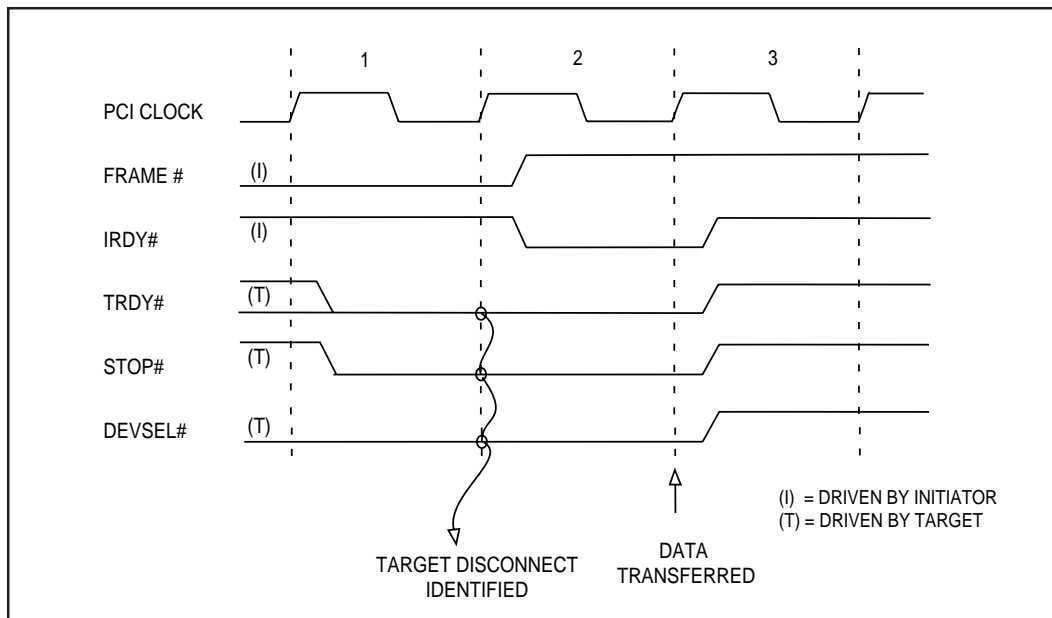 1 2 3
PCI CLOCK
FRAME # (I)
IRDY# (I)
TRDY# (T)
STOP# (T)
DEVSEL# (T)
(I) = DRIVEN BY INITIATOR
(T) = DRIVEN BY TARGET
TARGET DISCONNECT
IDENTIFIED
DATA
TRANSFERRED